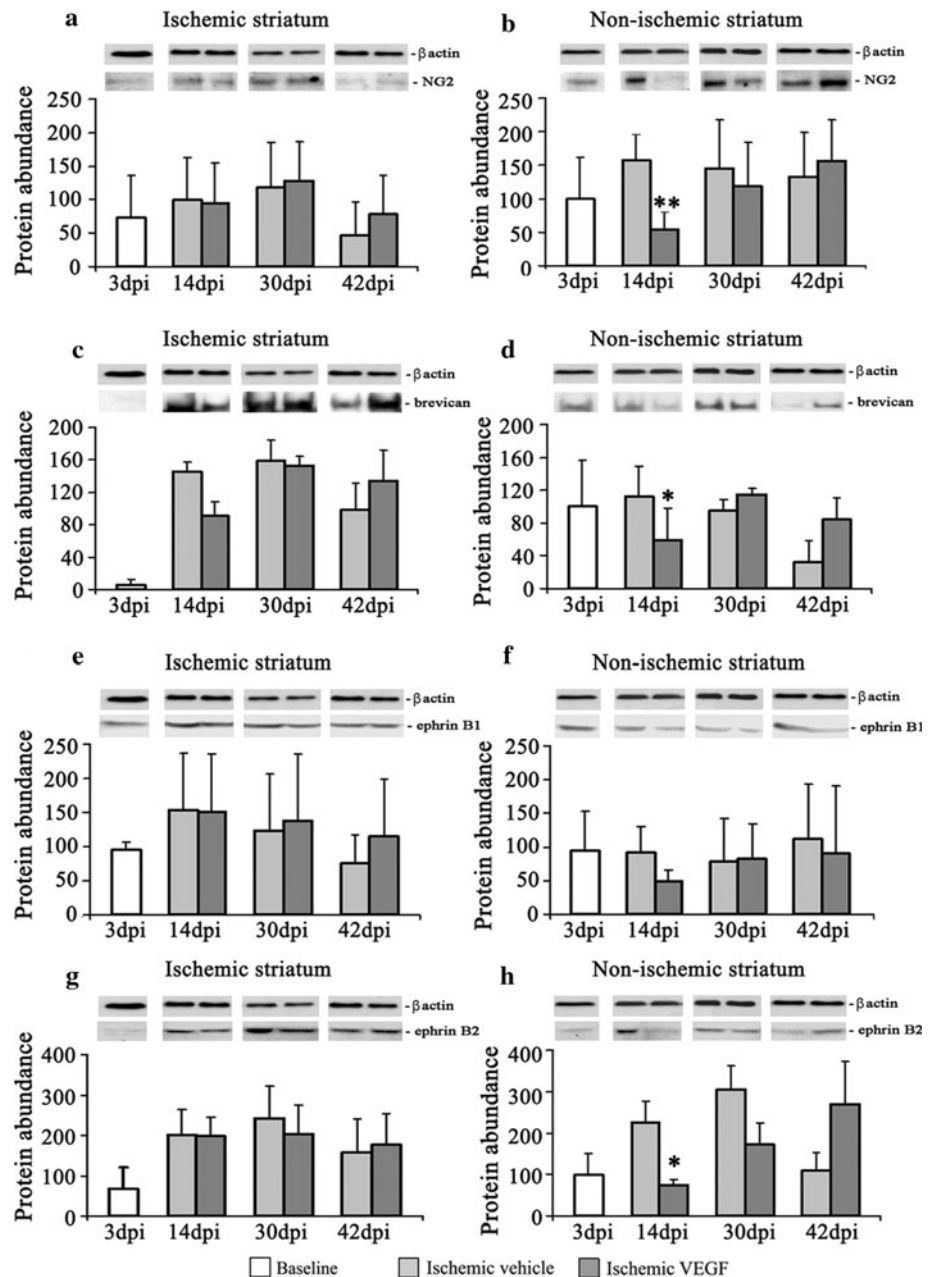 a Ischemic striatum
-βactin
- NG2
Protein abundance
250
200
150
100
50
0
3dpi 14dpi 30dpi 42dpi
b Non-ischemic striatum
-βactin
- NG2
Protein abundance
250
200
150
100
50
0
**
3dpi 14dpi 30dpi 42dpi
c Ischemic striatum
-βactin
- brevican
Protein abundance
200
160
120
80
40
0
3dpi 14dpi 30dpi 42dpi
d Non-ischemic striatum
-βactin
- brevican
Protein abundance
200
160
120
80
40
0
*
3dpi 14dpi 30dpi 42dpi
e Ischemic striatum
-βactin
- ephrin B1
Protein abundance
250
200
150
100
50
0
3dpi 14dpi 30dpi 42dpi
f Non-ischemic striatum
-βactin
- ephrin B1
Protein abundance
250
200
150
100
50
0
3dpi 14dpi 30dpi 42dpi
g Ischemic striatum
-βactin
- ephrin B2
Protein abundance
400
300
200
100
0
3dpi 14dpi 30dpi 42dpi
h Non-ischemic striatum
-βactin
- ephrin B2
Protein abundance
400
300
200
100
0
*
3dpi 14dpi 30dpi 42dpi
Baseline Ischemic vehicle Ischemic VEGF